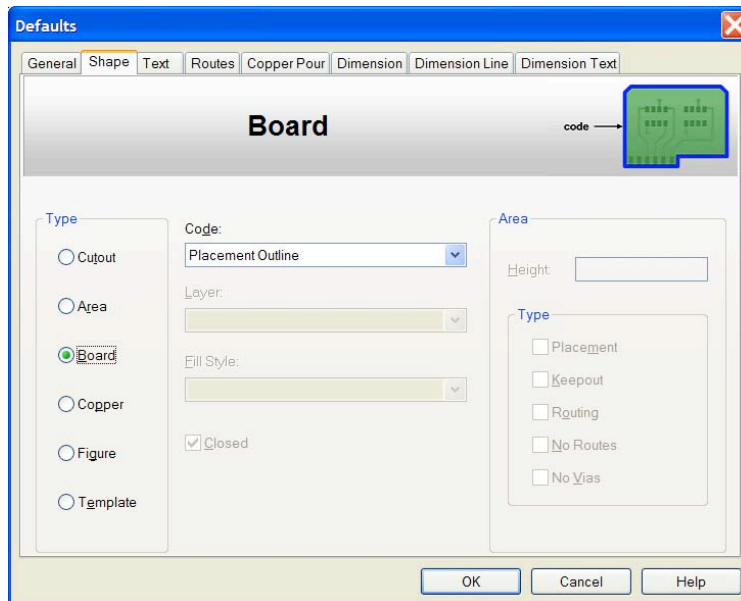 Defaults
General Shape Text Routes Copper Pour Dimension Dimension Line Dimension Text
Board
code
Type
Cutout
Area
Board
Copper
Figure
Template
Code:
Placement Outline
Layer:
Fill Style:
Closed
Area
Height:
Type
Placement
Keepout
Routing
No Routes
No Vias
OK Cancel Help